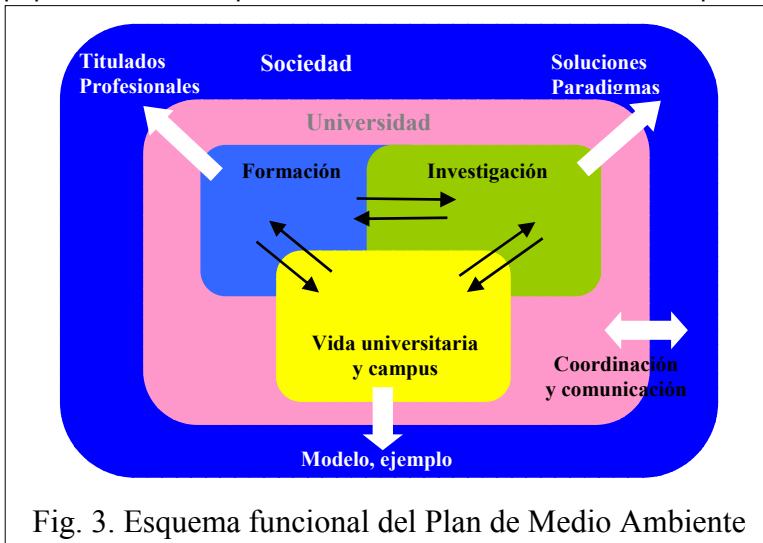 Titulados
Profesionales
Sociedad
Soluciones
Paradigmas
Universidad
Formación
Investigación
Vida universitaria
y campus
Coordinación
y comunicación
Modelo, ejemplo
Fig. 3. Esquema funcional del Plan de Medio Ambiente